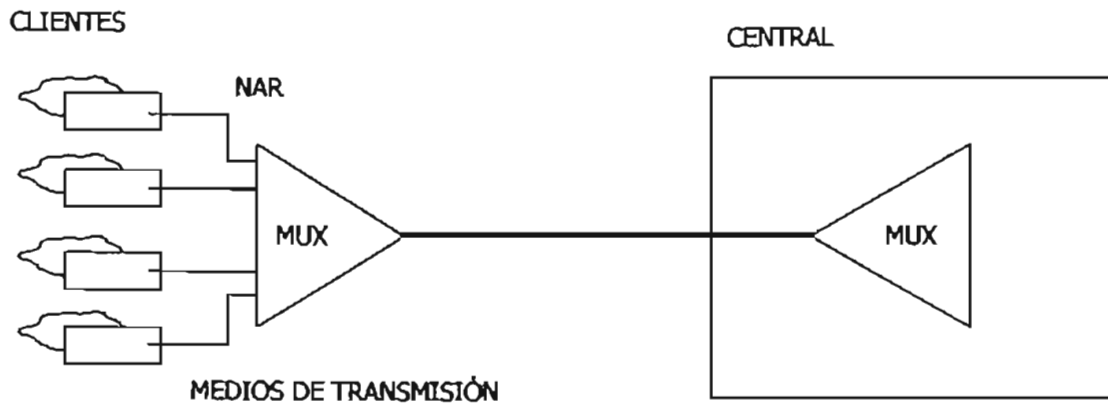 CLIENTES
CENTRAL
NAR
MUX
MUX
MEDIOS DE TRANSMISIÓN